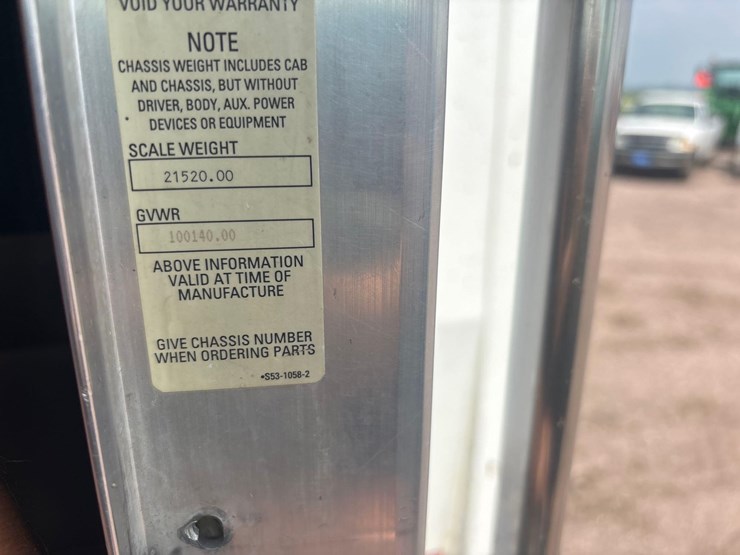 VOID YOUR WARRANTY
NOTE
CHASSIS WEIGHT INCLUDES CAB
AND CHASSIS, BUT WITHOUT
DRIVER, BODY, AUX. POWER
DEVICES OR EQUIPMENT
SCALE WEIGHT
21520.00
GVWR
100140.00
ABOVE INFORMATION
VALID AT TIME OF
MANUFACTURE
GIVE CHASSIS NUMBER
WHEN ORDERING PARTS
•S53-1058-2